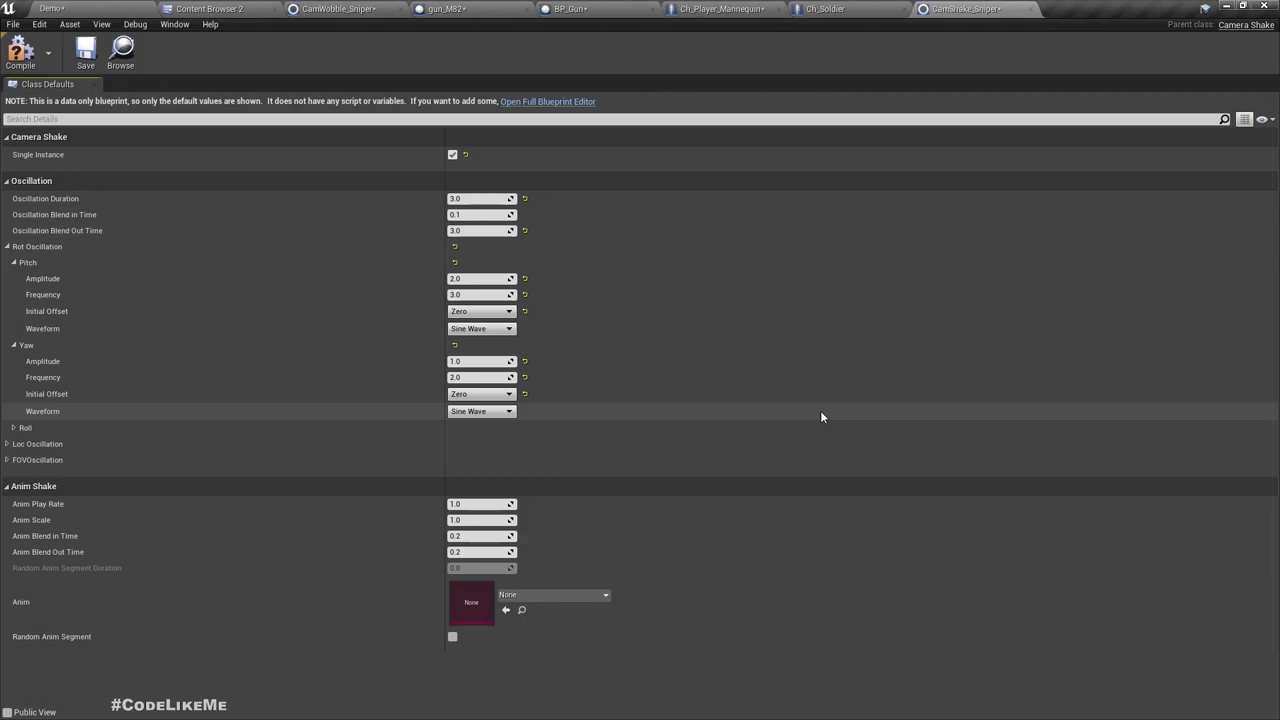 Demo*
Content Browser 2
CamWobble_Sniper*
gun_M82*
BP_Gun*
Ch_Player_Mannequin*
Ch_Soldier
CamShake_Sniper*
File Edit Asset View Debug Window Help
Parent class: Camera Shake
Compile
Save
Browse
Class Defaults
NOTE: This is a data only blueprint, so only the default values are shown. It does not have any script or variables. If you want to add some, Open Full Blueprint Editor
Search Details
Camera Shake
Single Instance
Oscillation
Oscillation Duration 3.0
Oscillation Blend in Time 0.1
Oscillation Blend Out Time 3.0
Rot Oscillation
Pitch
Amplitude 2.0
Frequency 3.0
Initial Offset Zero
Waveform Sine Wave
Yaw
Amplitude 1.0
Frequency 2.0
Initial Offset Zero
Waveform Sine Wave
Roll
Loc Oscillation
FOVOscillation
Anim Shake
Anim Play Rate 1.0
Anim Scale 1.0
Anim Blend in Time 0.2
Anim Blend Out Time 0.2
Random Anim Segment Duration 0.0
Anim None None
Random Anim Segment
#CodeLikeMe
Public View